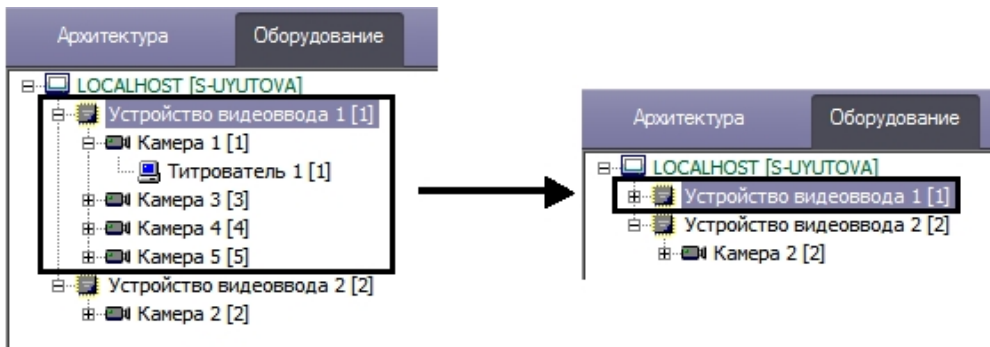 Архитектура Оборудование
LOCALHOST [S-UYUTOVA]
Устройство видеоввода 1 [1]
Камера 1 [1]
Титрователь 1 [1]
Камера 3 [3]
Камера 4 [4]
Камера 5 [5]
Устройство видеоввода 2 [2]
Камера 2 [2]
Архитектура Оборудование
LOCALHOST [S-UYUTOVA]
Устройство видеоввода 1 [1]
Устройство видеоввода 2 [2]
Камера 2 [2]